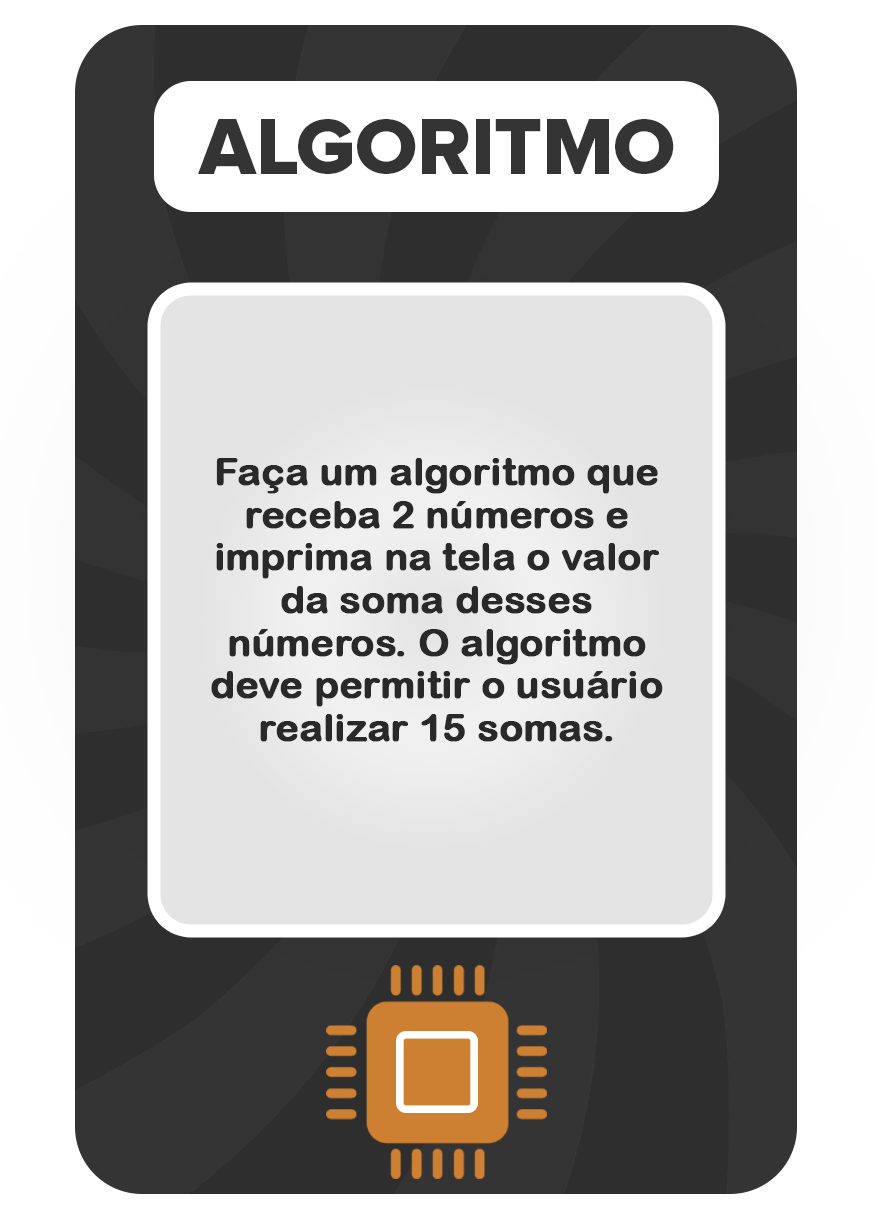 ALGORITMO
Faça um algoritmo que
receba 2 números e
imprima na tela o valor
da soma desses
números. O algoritmo
deve permitir o usuário
realizar 15 somas.